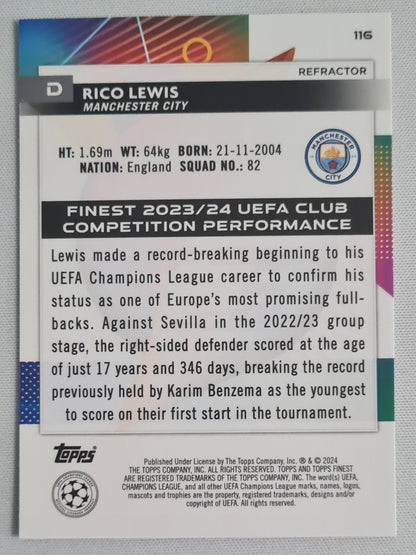 116
REFRACTOR
D RICO LEWIS
MANCHESTER CITY
HT: 1.69m WT: 64kg BORN: 21-11-2004
NATION: England SQUAD NO.: 82
MANCHESTER
CITY
FINEST 2023/24 UEFA CLUB
COMPETITION PERFORMANCE
Lewis made a record-breaking beginning to his
UEFA Champions League career to confirm his
status as one of Europe's most promising full-
backs. Against Sevilla in the 2022/23 group
stage, the right-sided defender scored at the age
of just 17 years and 346 days, breaking the record
previously held by Karim Benzema as the youngest
to score on their first start in the tournament.
Topps
Published Under License by The Topps Company, Inc. ® & © 2024
THE TOPPS COMPANY, INC. ALL RIGHTS RESERVED. TOPPS AND TOPPS FINEST
ARE REGISTERED TRADEMARKS OF THE TOPPS COMPANY, INC. The word(s) UEFA,
CHAMPIONS LEAGUE, and all other UEFA Champions League marks, names, logos,
mascots and trophies are the property, registered trademarks, designs and/or
copyright of UEFA. All rights reserved.